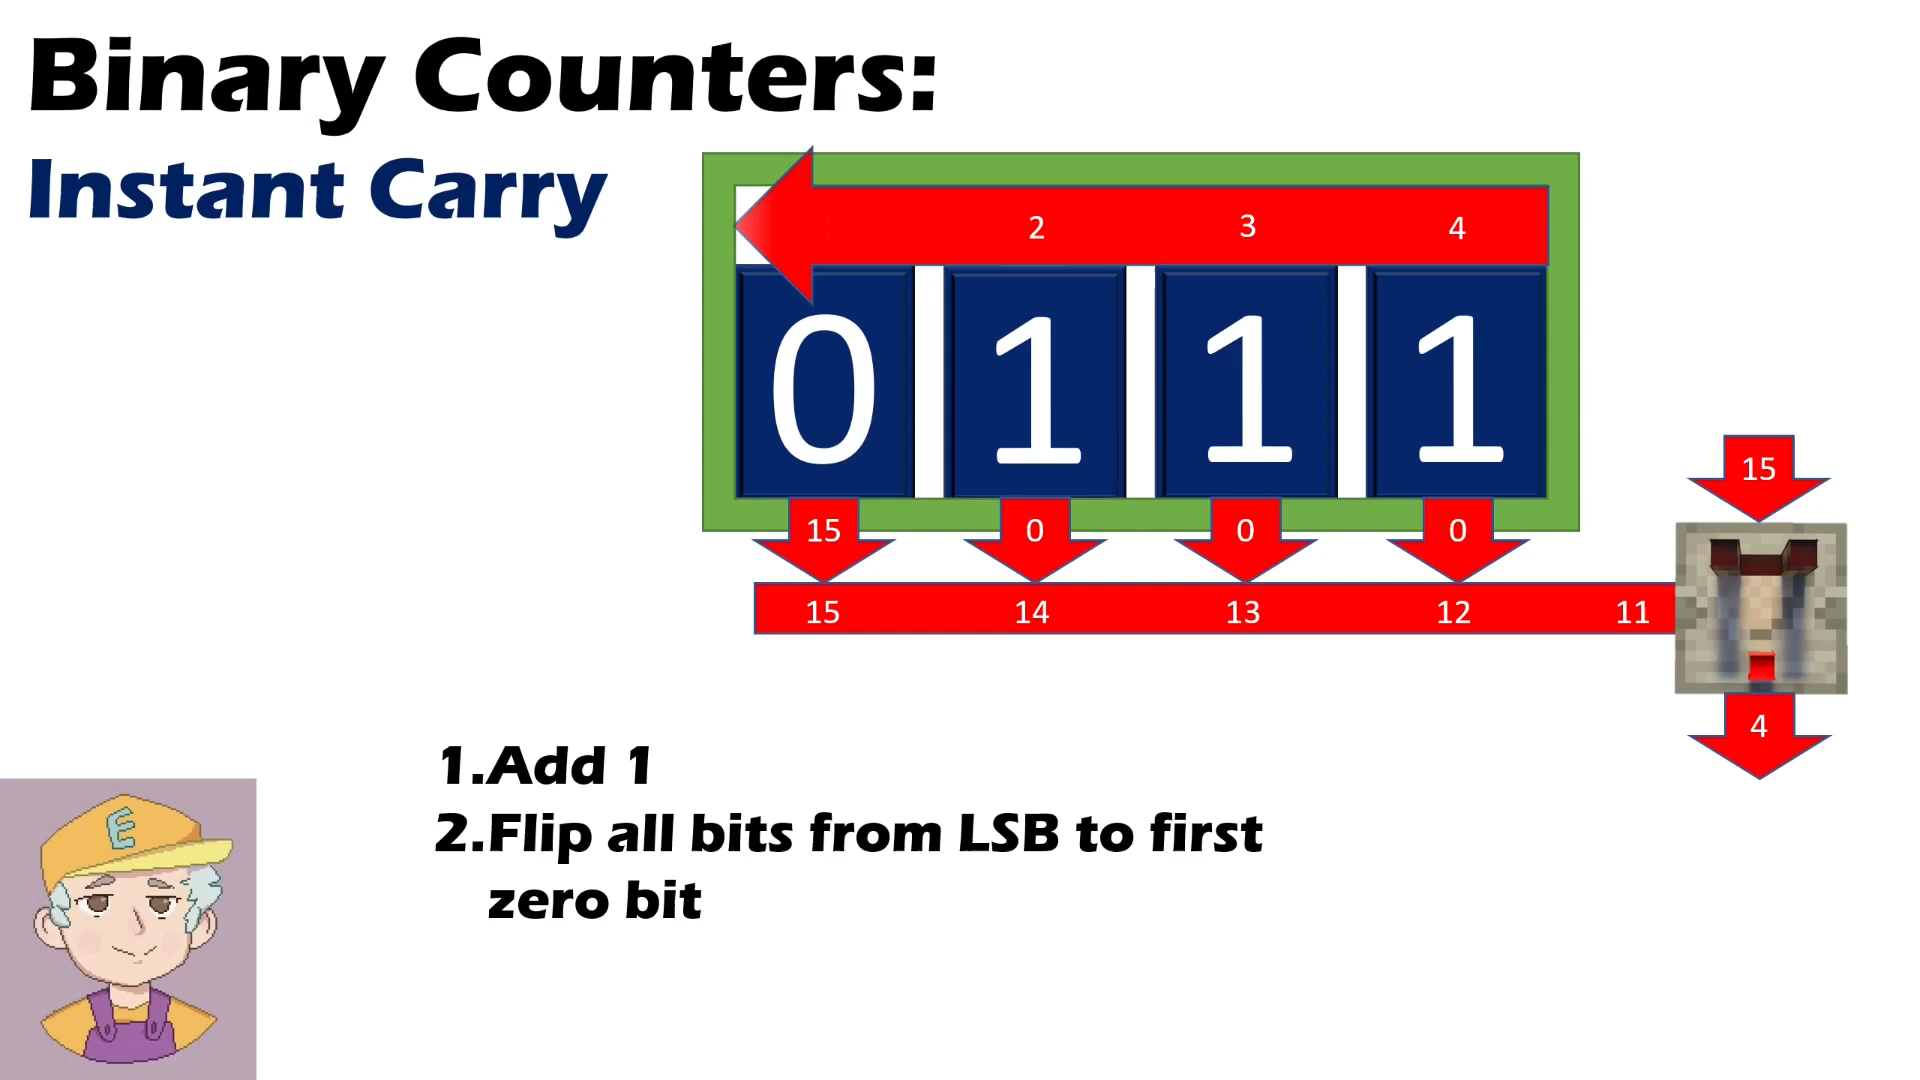 Binary Counters:
Instant Carry
2 3 4
0 1 1 1
15
15 0 0 0
15 14 13 12 11
4
1.Add 1
2.Flip all bits from LSB to first
zero bit
E